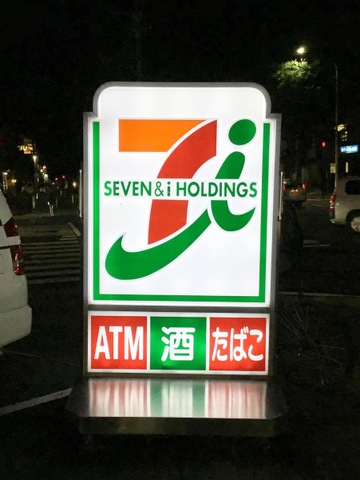 SEVEN & i HOLDINGS
ATM 酒 たばこ